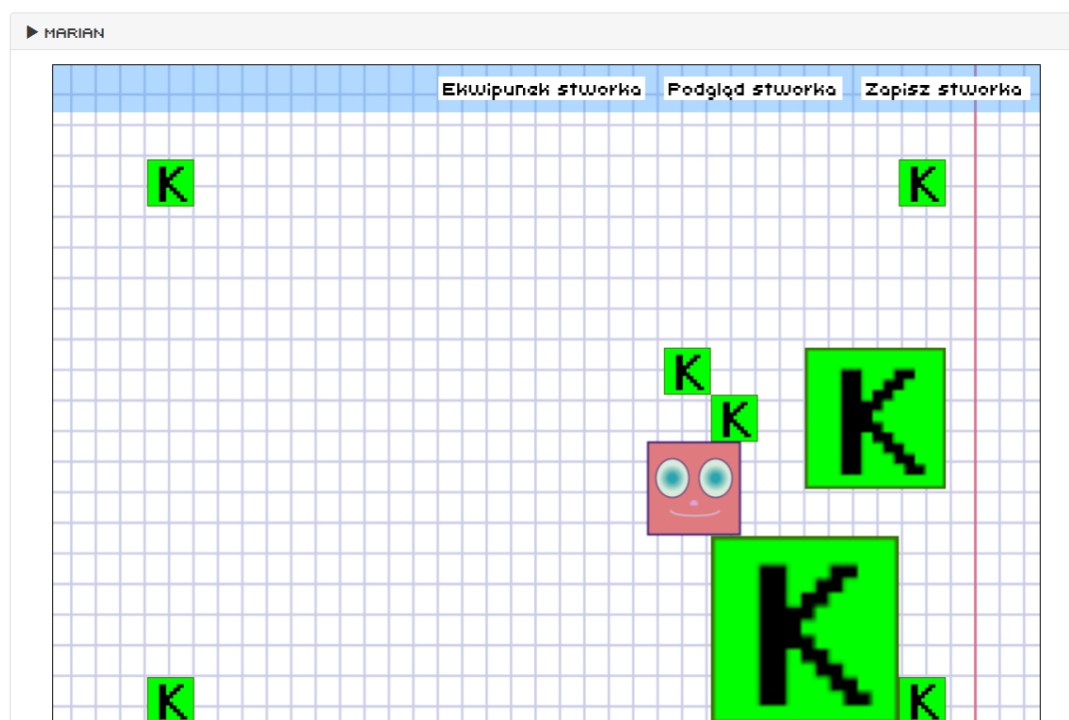 ▶ MARIAN
Ekwipunek stworka Podgląd stworka Zapisz stworka
K K
K
K
K
K
K K